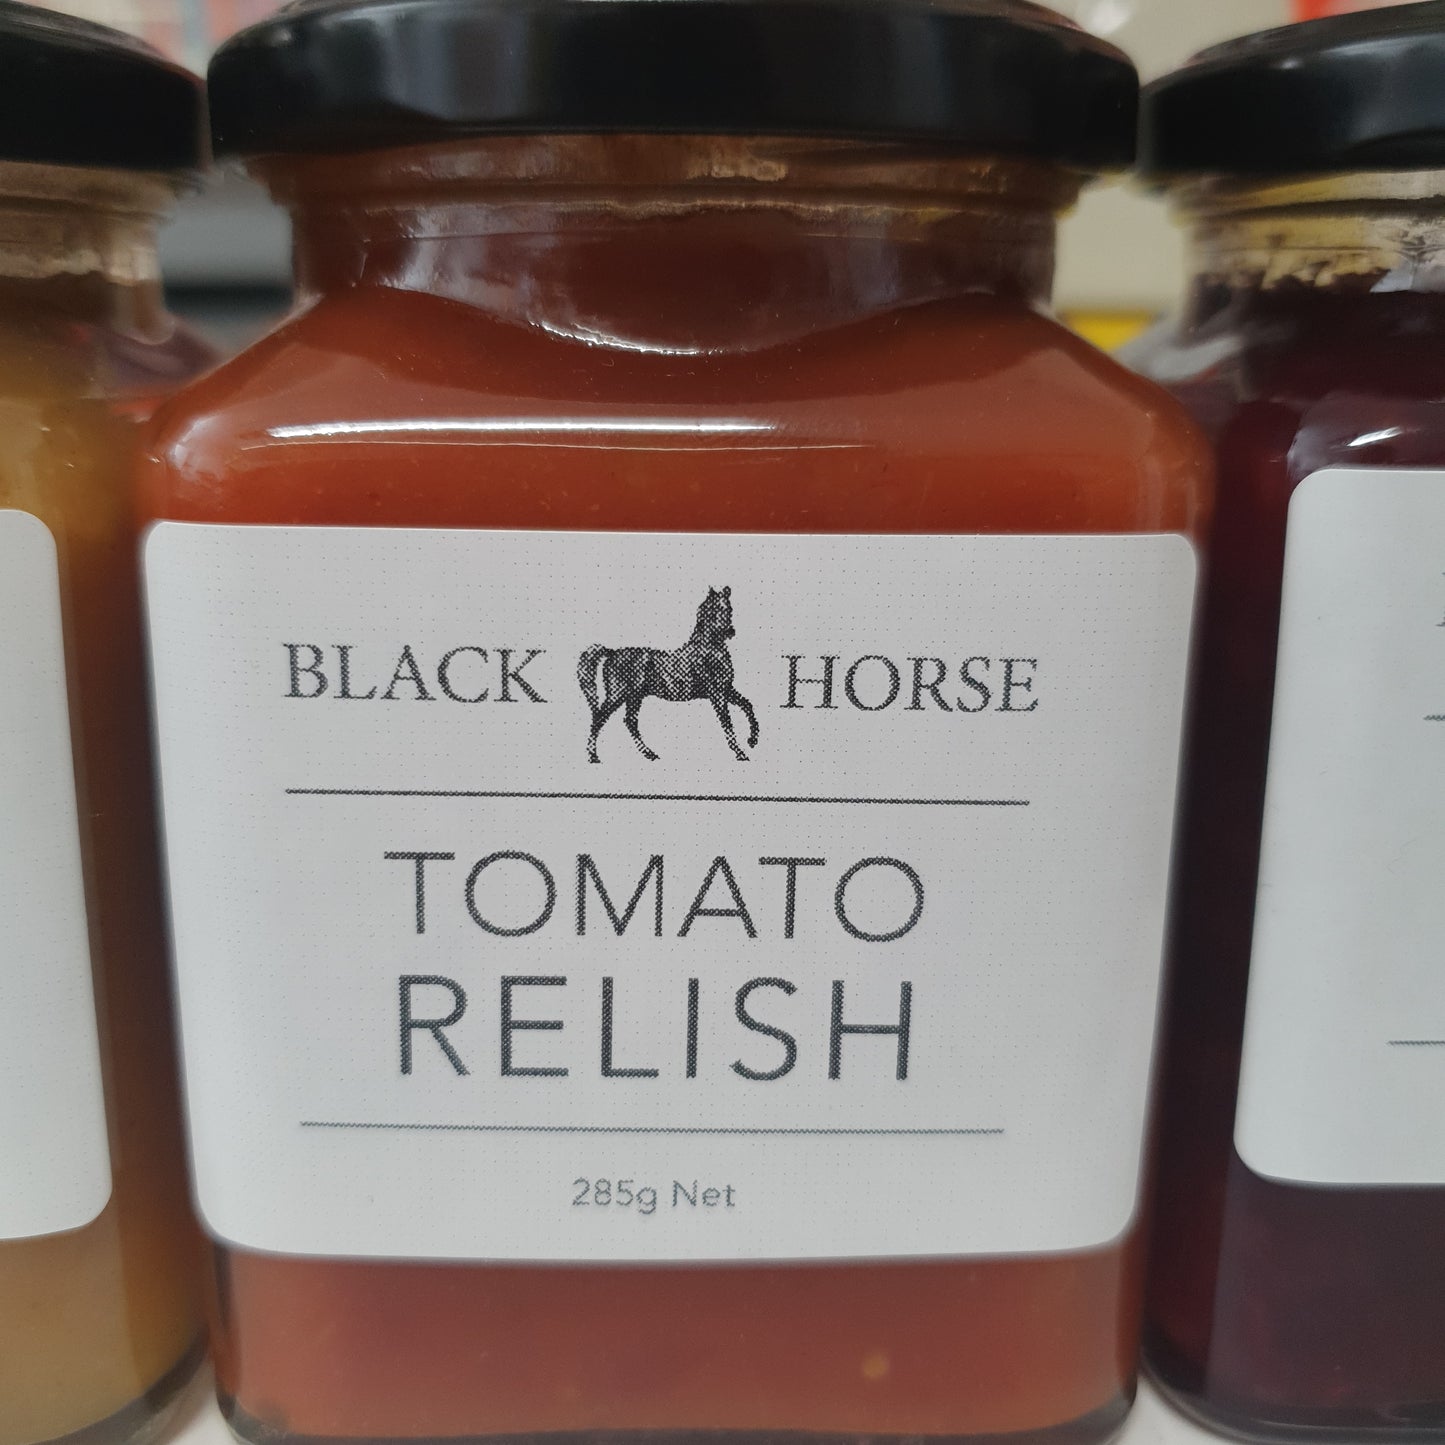 BLACK HORSE
TOMATO
RELISH
285g Net